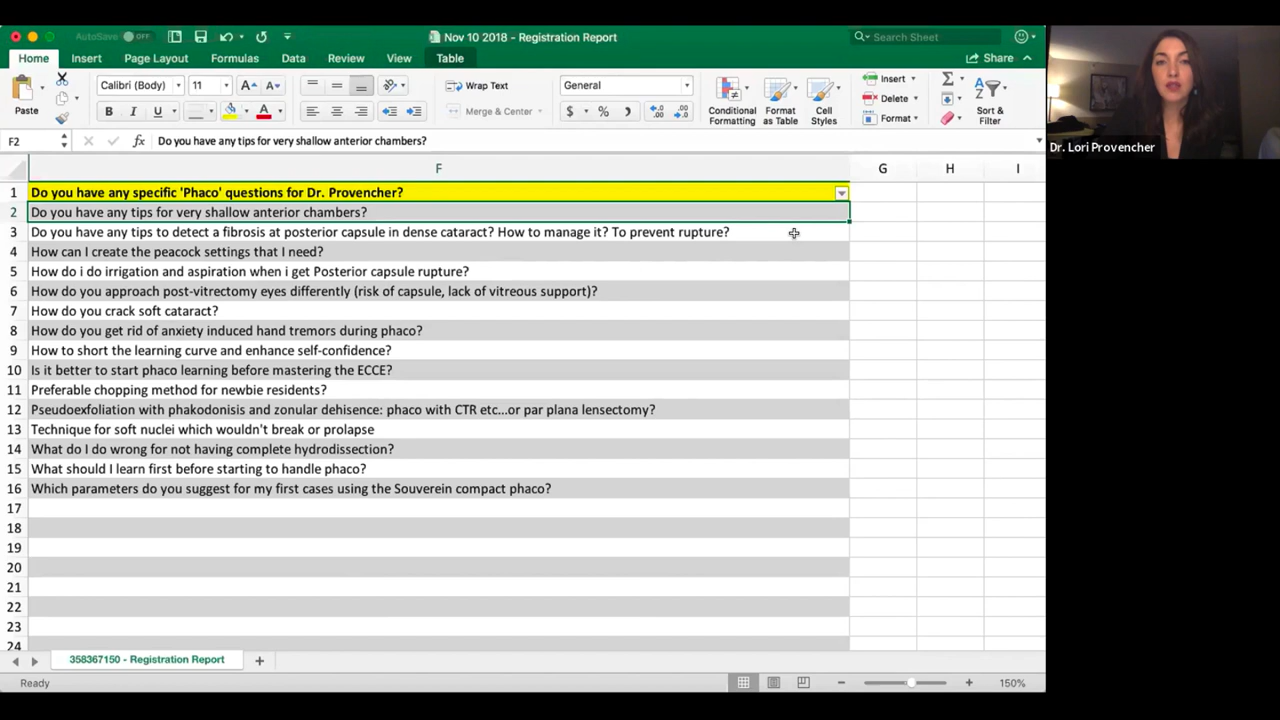 AutoSave OFF
Nov 10 2018 - Registration Report
Search Sheet
Home Insert Page Layout Formulas Data Review View Table Share
Paste
Calibri (Body) 11 A A
B I U A
Wrap Text
Merge & Center
General
$ % )
.0 .00
.00 .0
Conditional Formatting
Format as Table
Cell Styles
Insert
Delete
Format
Sort & Filter
F2 fx Do you have any tips for very shallow anterior chambers?
F G H I
1 Do you have any specific 'Phaco' questions for Dr. Provencher?
2 Do you have any tips for very shallow anterior chambers?
3 Do you have any tips to detect a fibrosis at posterior capsule in dense cataract? How to manage it? To prevent rupture?
4 How can I create the peacock settings that I need?
5 How do i do irrigation and aspiration when i get Posterior capsule rupture?
6 How do you approach post-vitrectomy eyes differently (risk of capsule, lack of vitreous support)?
7 How do you crack soft cataract?
8 How do you get rid of anxiety induced hand tremors during phaco?
9 How to short the learning curve and enhance self-confidence?
10 Is it better to start phaco learning before mastering the ECCE?
11 Preferable chopping method for newbie residents?
12 Pseudoexfoliation with phakodonisis and zonular dehisence: phaco with CTR etc...or par plana lensectomy?
13 Technique for soft nuclei which wouldn't break or prolapse
14 What do I do wrong for not having complete hydrodissection?
15 What should I learn first before starting to handle phaco?
16 Which parameters do you suggest for my first cases using the Souverein compact phaco?
17
18
19
20
21
22
23
24
358367150 - Registration Report
Ready
150%
Dr. Lori Provencher